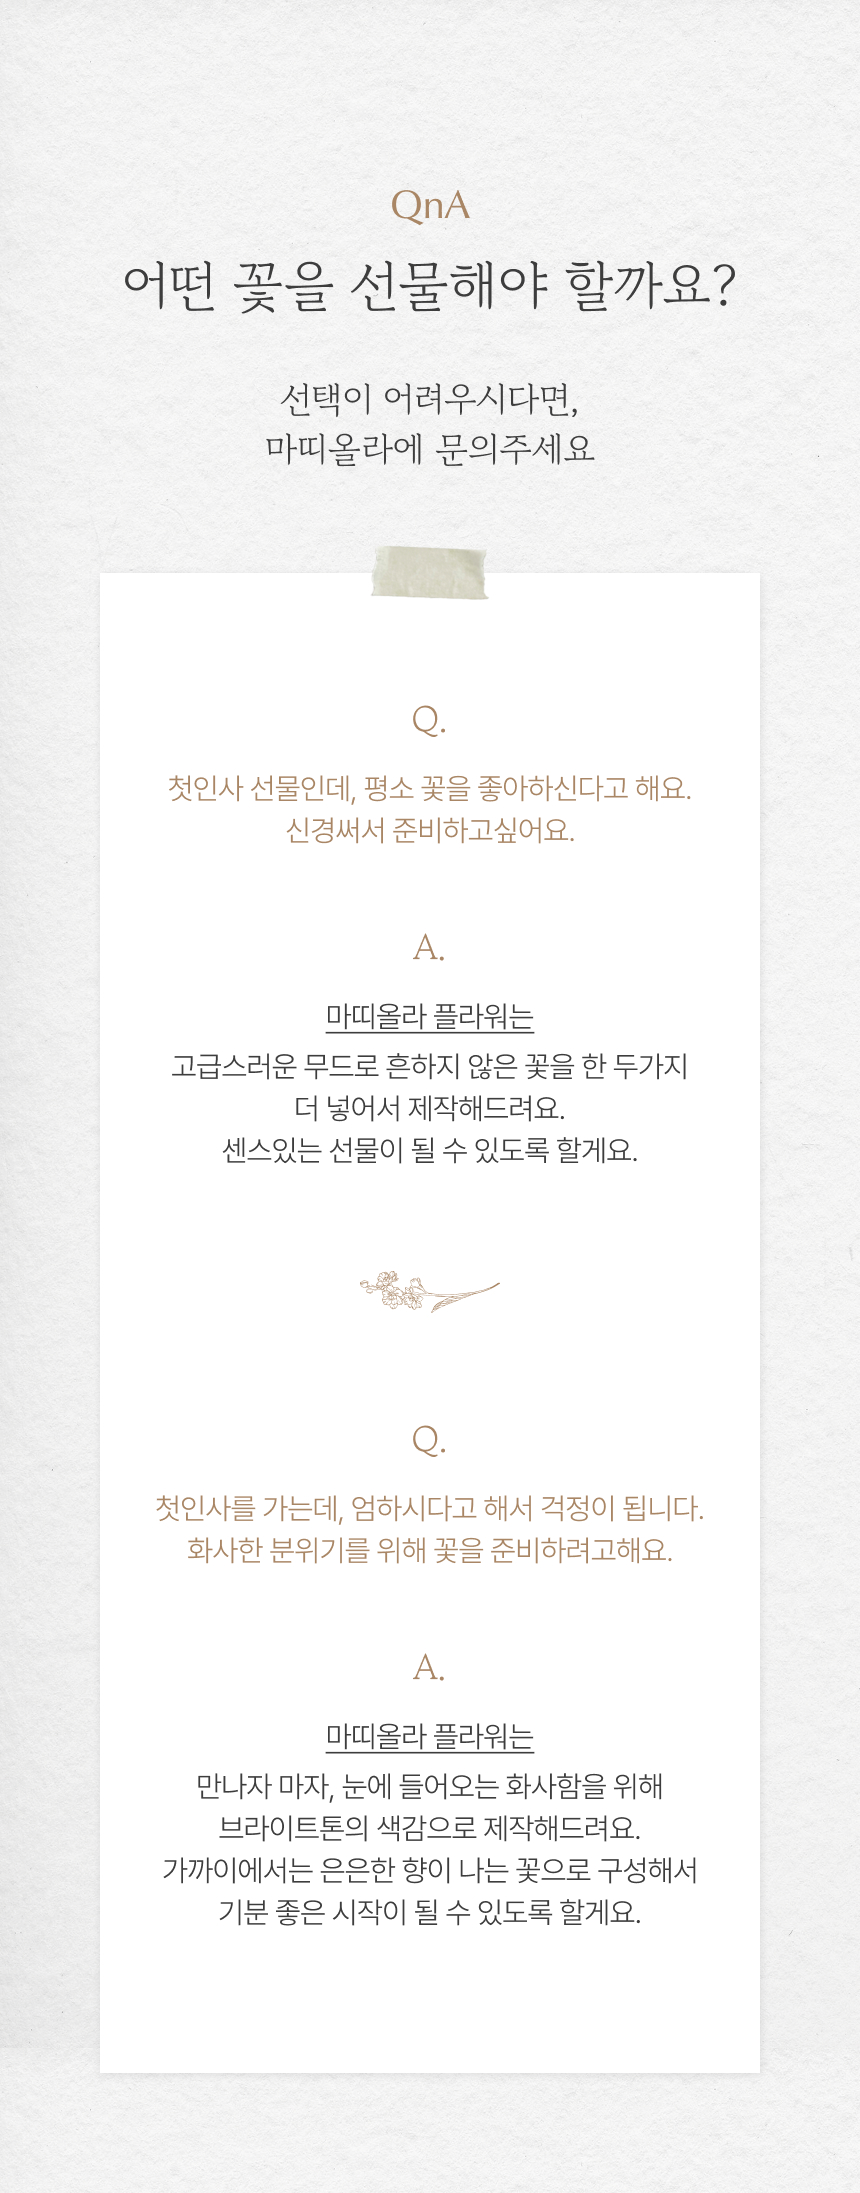 QnA
어떤 꽃을 선물해야 할까요?
선택이 어려우시다면,
마띠올라에 문의주세요
Q.
첫인사 선물인데, 평소 꽃을 좋아하신다고 해요.
신경써서 준비하고싶어요.
A.
마띠올라 플라워는
고급스러운 무드로 흔하지 않은 꽃을 한 두가지
더 넣어서 제작해드려요.
센스있는 선물이 될 수 있도록 할게요.
Q.
첫인사를 가는데, 엄하시다고 해서 걱정이 됩니다.
화사한 분위기를 위해 꽃을 준비하려고해요.
A.
마띠올라 플라워는
만나자 마자, 눈에 들어오는 화사함을 위해
브라이트톤의 색감으로 제작해드려요.
가까이에서는 은은한 향이 나는 꽃으로 구성해서
기분 좋은 시작이 될 수 있도록 할게요.